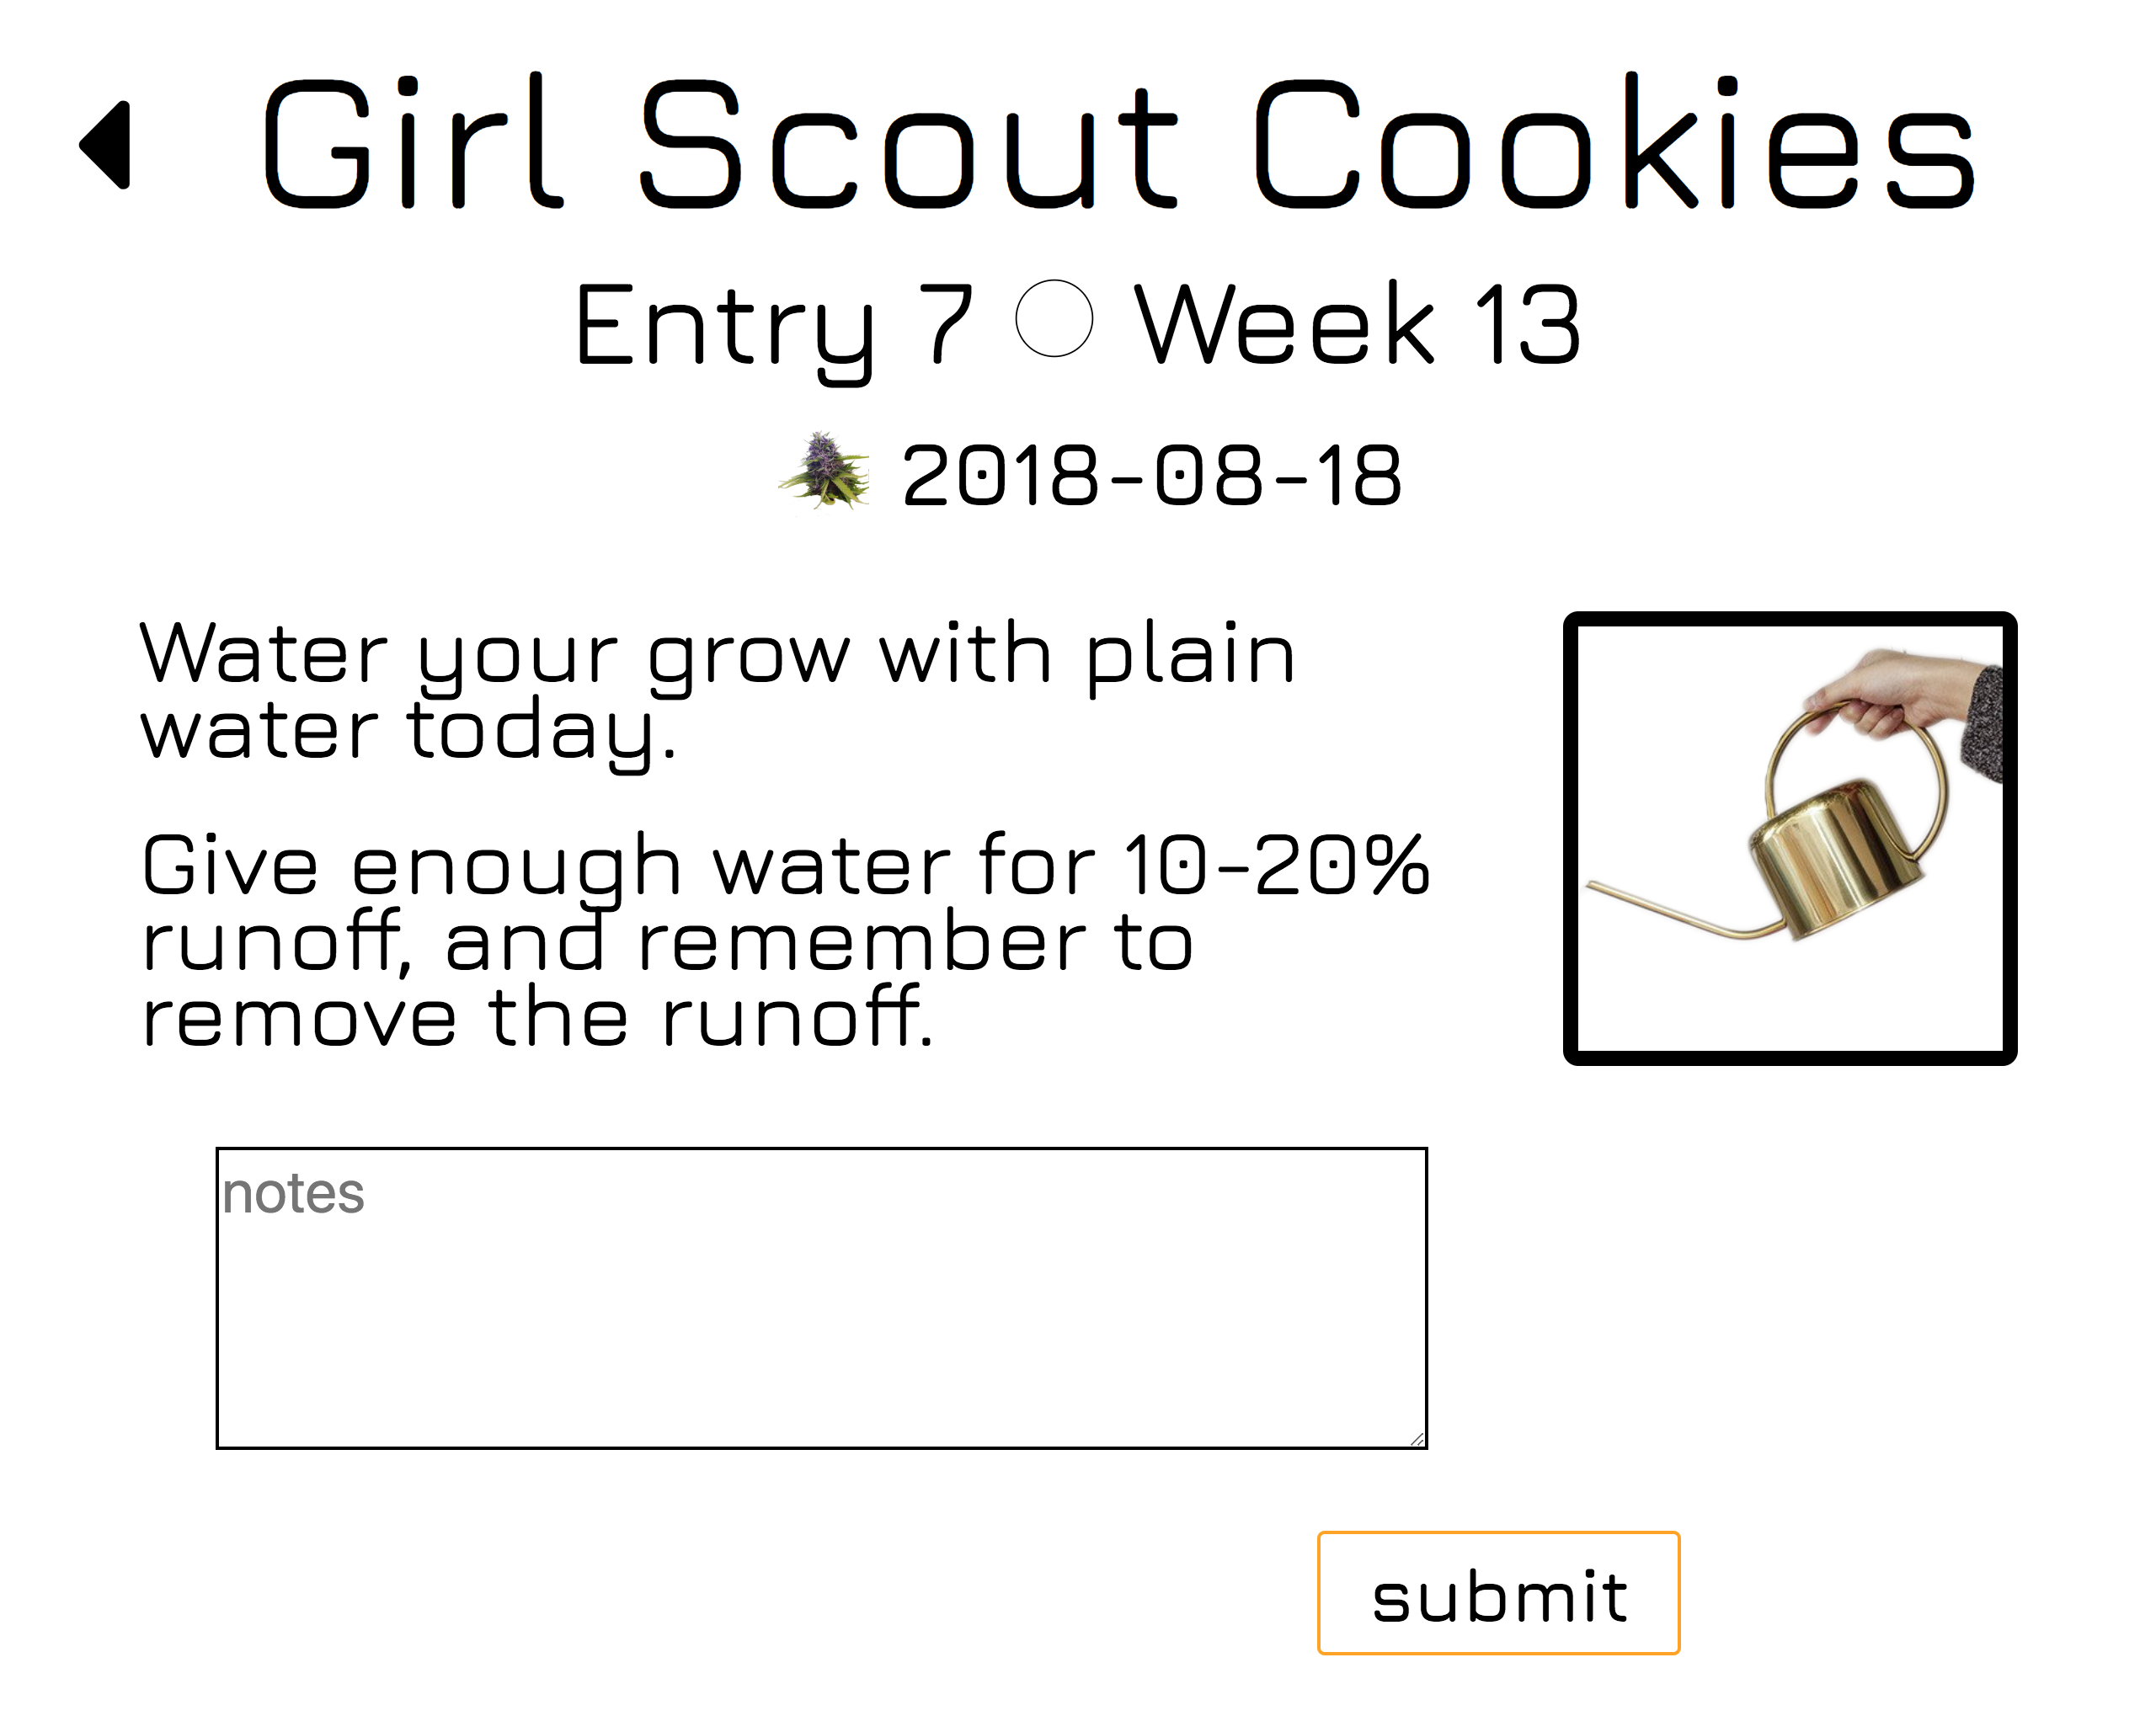 Girl Scout Cookies
Entry 7 Week 13
2018-08-18
Water your grow with plain
water today.
Give enough water for 10-20%
runoff, and remember to
remove the runoff.
notes
submit